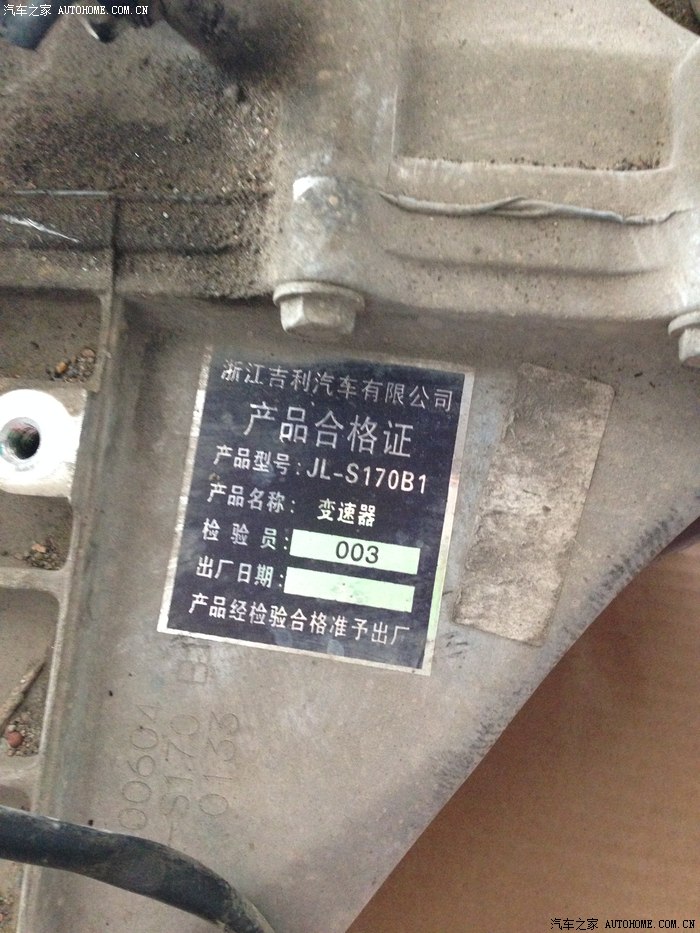 汽车之家 AUTOHOME.COM.CN
浙江吉利汽车有限公司
产品合格证
产品型号:JL-S170B1
产品名称: 变速器
检验员: 003
出厂日期:
产品经检验合格准予出厂
00604
-S170
0133
汽车之家 AUTOHOME.COM.CN